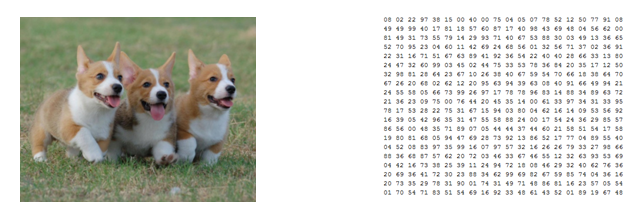 08 02 22 97 38 15 00 40 00 75 04 05 07 78 52 12 50 77 91 08
49 49 99 40 17 81 18 57 60 87 17 40 98 43 69 48 04 56 62 00
81 49 31 73 55 79 14 29 93 71 40 67 53 88 30 03 49 13 36 65
52 70 95 23 04 60 11 42 69 24 68 56 01 32 56 71 37 02 36 91
22 31 16 71 51 67 63 89 41 92 36 54 22 40 40 28 66 33 13 80
24 47 32 60 99 03 45 02 44 75 33 53 78 36 84 20 35 17 12 50
32 98 81 28 64 23 67 10 26 38 40 67 59 54 70 66 18 38 64 70
67 26 20 68 02 62 12 20 95 63 94 39 63 08 40 91 66 49 94 21
24 55 58 05 66 73 99 26 97 17 78 78 96 83 14 88 34 89 63 72
21 36 23 09 75 00 76 44 20 45 35 14 00 61 33 97 34 31 33 95
78 17 53 28 22 75 31 67 15 94 03 80 04 62 16 14 09 53 56 92
16 39 05 42 96 35 31 47 55 58 88 24 00 17 54 24 36 29 85 57
86 56 00 48 35 71 89 07 05 44 44 37 44 60 21 58 51 54 17 58
19 80 81 68 05 94 47 69 28 73 92 13 86 52 17 77 04 89 55 40
04 52 08 83 97 35 99 16 07 97 57 32 16 26 26 79 33 27 98 66
88 36 68 87 57 62 20 72 03 46 33 67 46 55 12 32 63 93 53 69
04 42 16 73 38 25 39 11 24 94 72 18 08 46 29 32 40 62 76 36
20 69 36 41 72 30 23 88 34 62 99 69 82 67 59 85 74 04 36 16
20 73 35 29 78 31 90 01 74 31 49 71 48 86 81 16 23 57 05 54
01 70 54 71 83 51 54 69 16 92 33 48 61 43 52 01 89 19 67 48